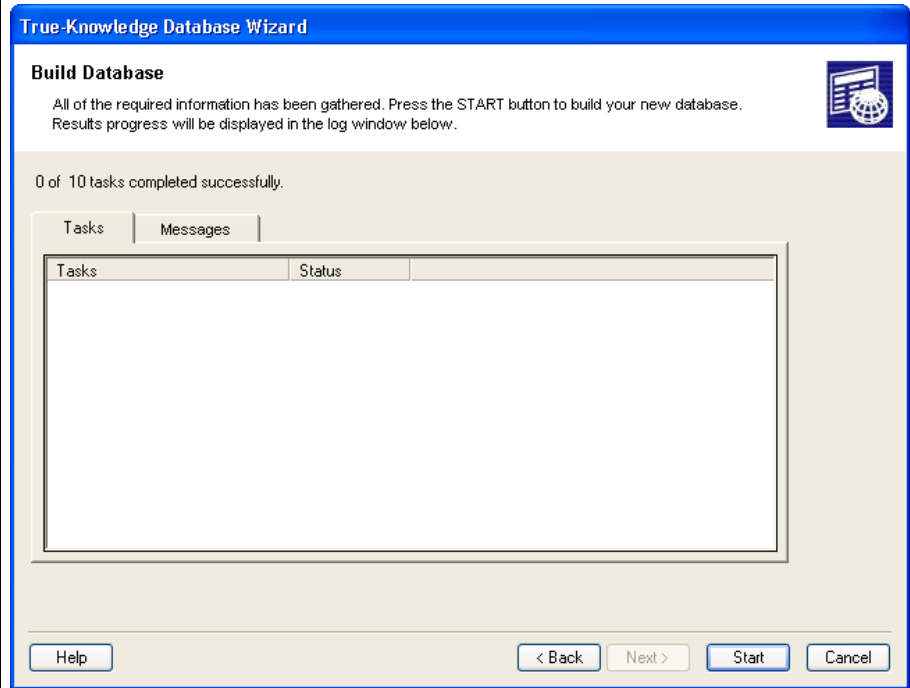 True-Knowledge Database Wizard
Build Database
All of the required information has been gathered. Press the START button to build your new database.
Results progress will be displayed in the log window below.
0 of 10 tasks completed successfully.
Tasks Messages
Tasks Status
Help < Back Next > Start Cancel